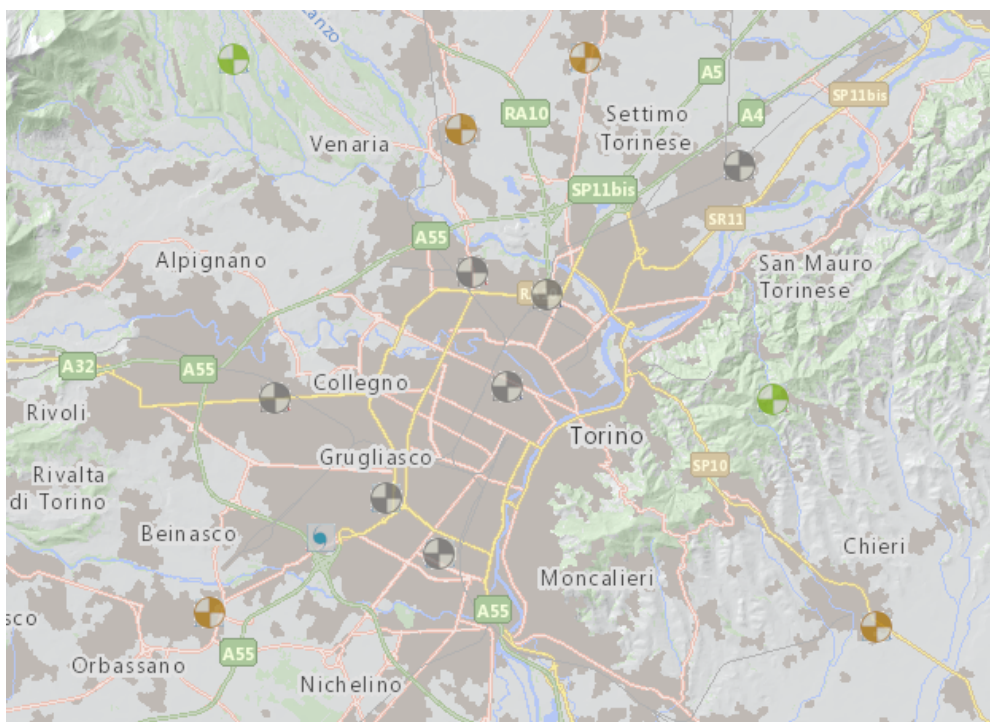 Lanzo
A5
RA10
SP11bis
A4
Settimo
Torinese
Venaria
SP11bis
SR11
A55
Alpignano
San Mauro
Torinese
A32
A55
Collegno
Rivoli
Torino
Grugliasco
SP10
Rivalta
di Torino
Beinasco
Chieri
Moncalieri
A55
sco
A55
Orbassano
Nichelino